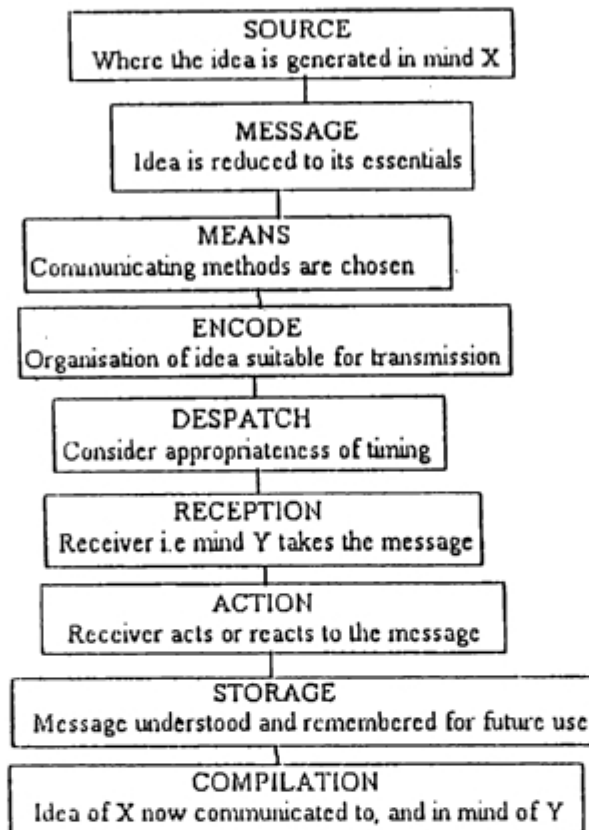 SOURCE
Where the idea is generated in mind X
MESSAGE
Idea is reduced to its essentials
MEANS
Communicating methods are chosen
ENCODE
Organisation of idea suitable for transmission
DESPATCH
Consider appropriateness of timing
RECEPTION
Receiver i.e mind Y takes the message
ACTION
Receiver acts or reacts to the message
STORAGE
Message understood and remembered for future use
COMPILATION
Idea of X now communicated to, and in mind of Y